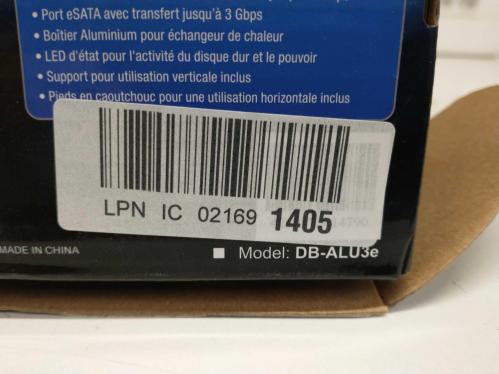 • Port eSATA avec transfert jusqu'à 3 Gbps
• Boîtier Aluminium pour échangeur de chaleur
• LED d'état pour l'activité du disque dur et le pouvoir
• Support pour utilisation verticale inclus
• Pieds en caoutchouc pour une utilisation horizontale inclus
LPN IC 02169 1405
4790
MADE IN CHINA
Model: DB-ALU3e